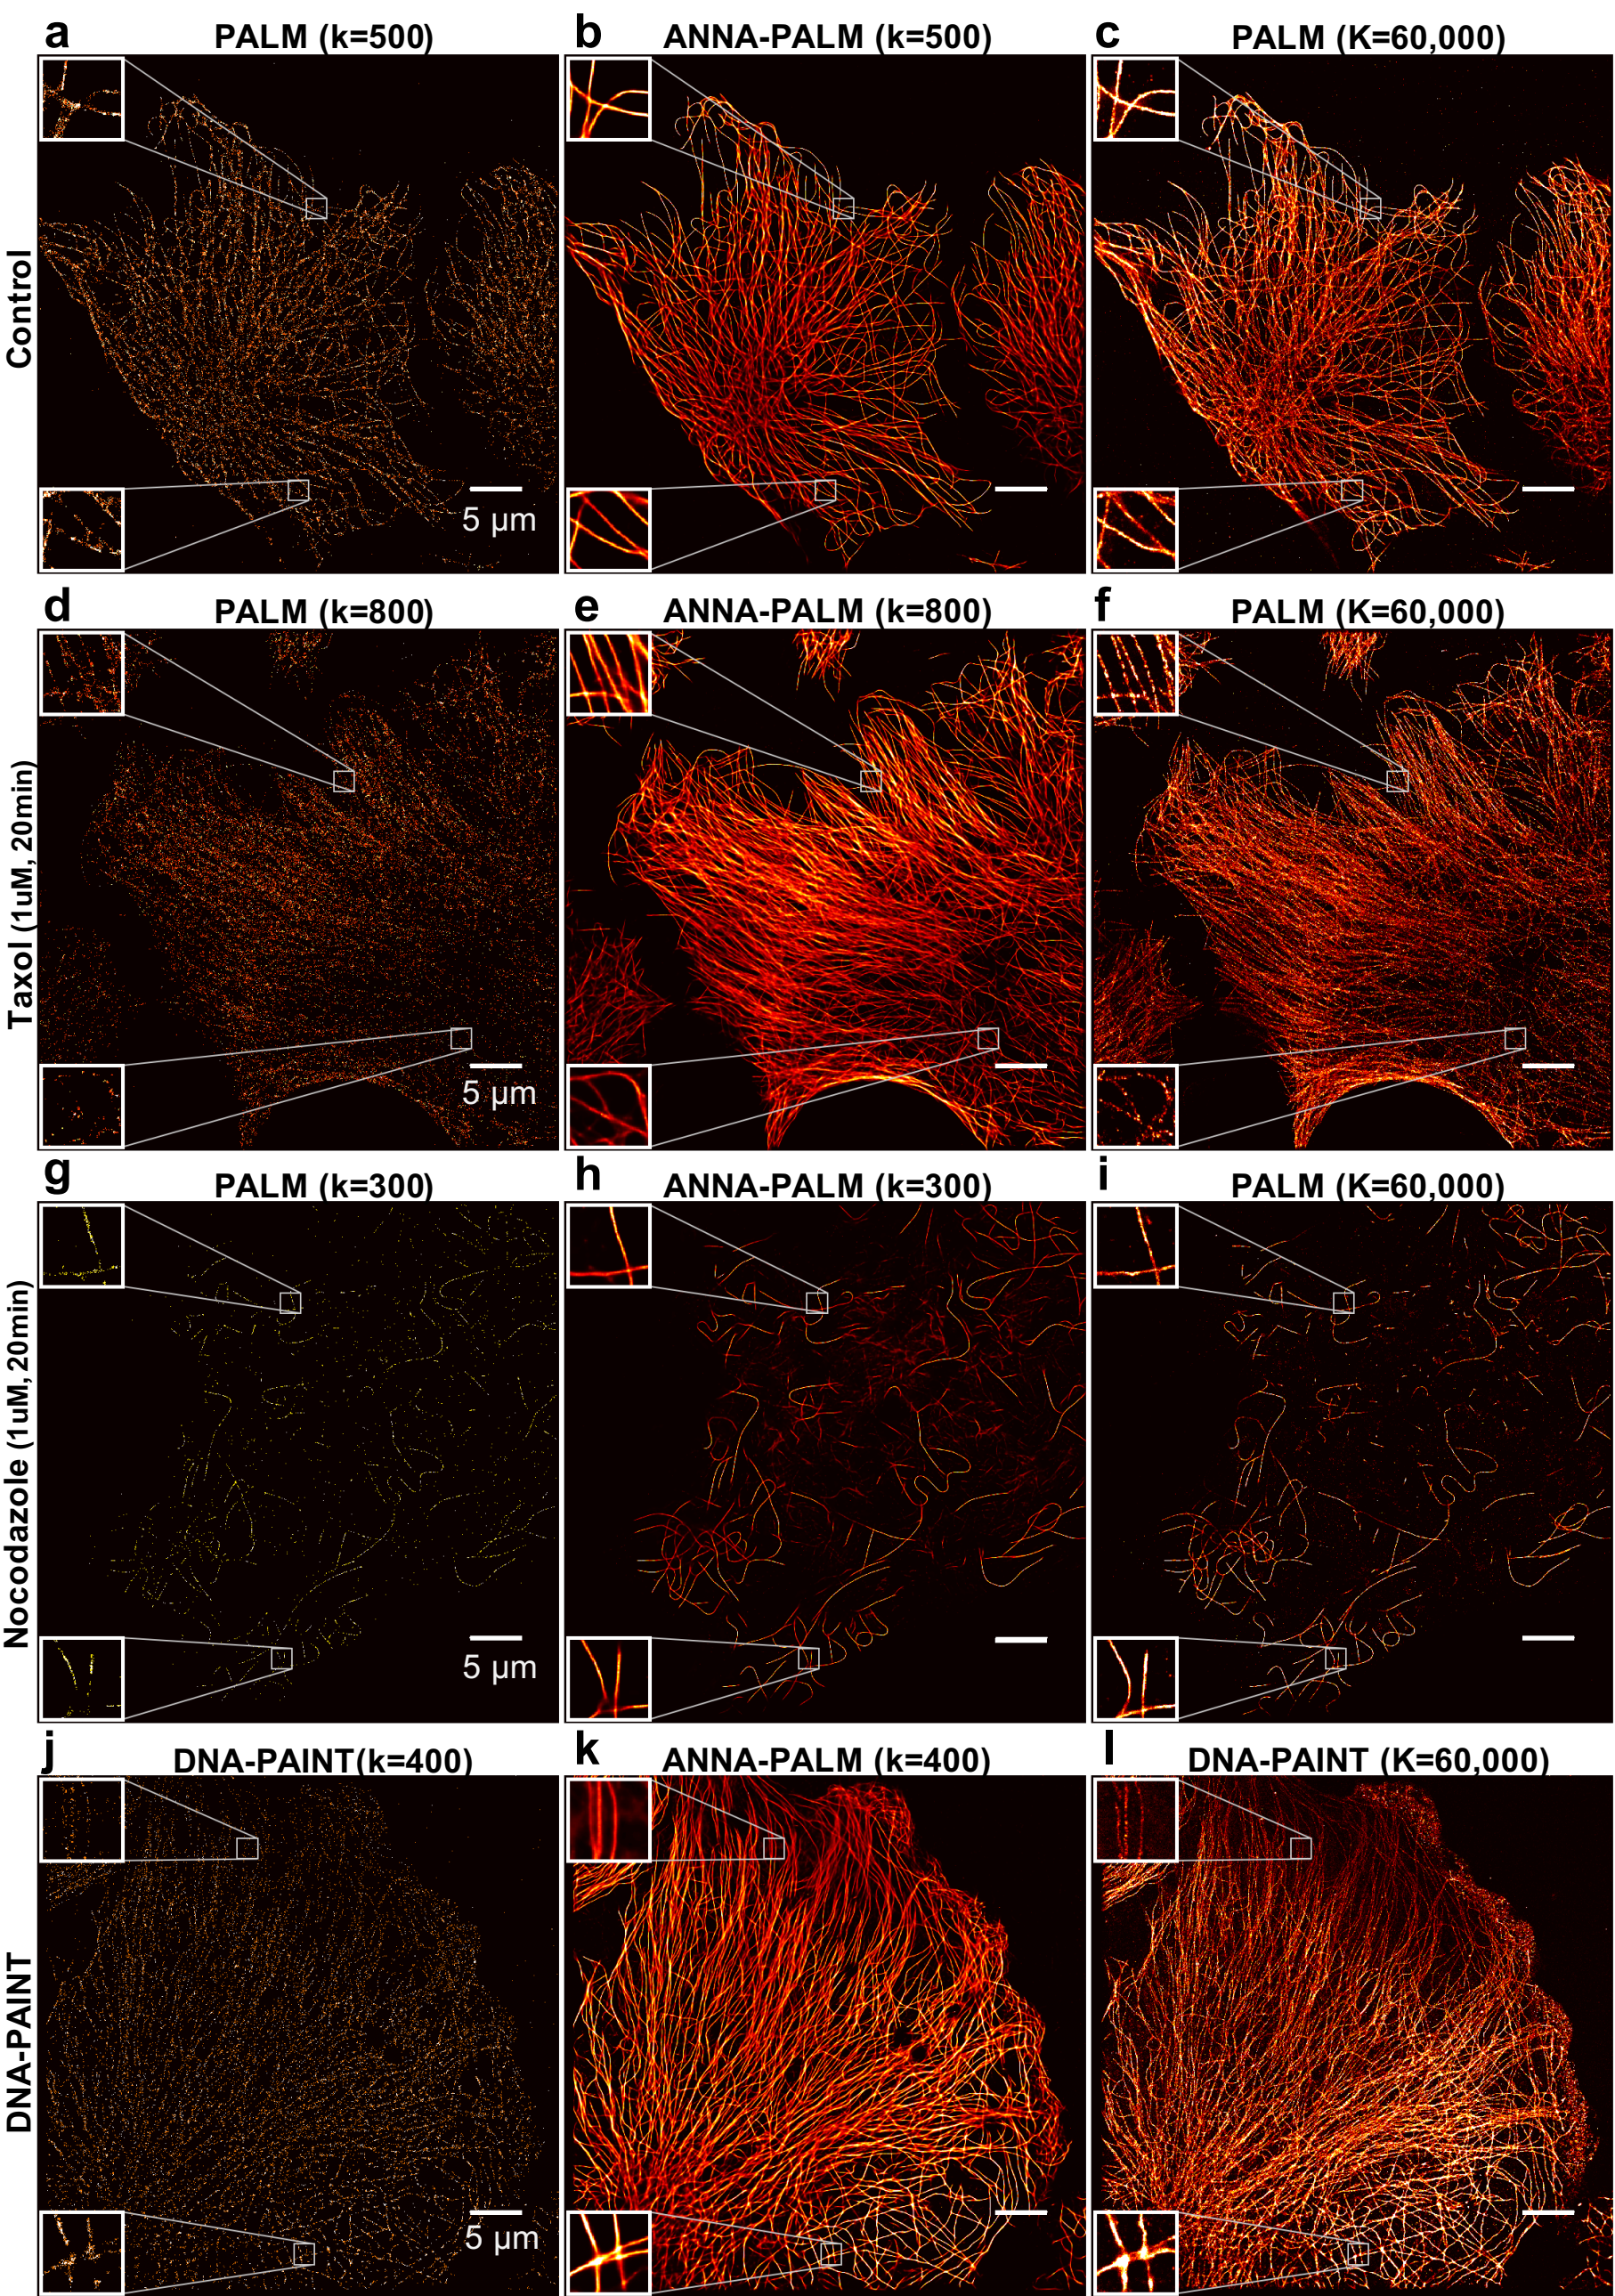 a PALM (k=500)
b ANNA-PALM (k=500)
c PALM (K=60,000)
Control
5 µm
d PALM (k=800)
e ANNA-PALM (k=800)
f PALM (K=60,000)
Taxol (1uM, 20min)
5 µm
g PALM (k=300)
h ANNA-PALM (k=300)
i PALM (K=60,000)
Nocodazole (1uM, 20min)
5 µm
j DNA-PAINT(k=400)
k ANNA-PALM (k=400)
l DNA-PAINT (K=60,000)
DNA-PAINT
5 µm